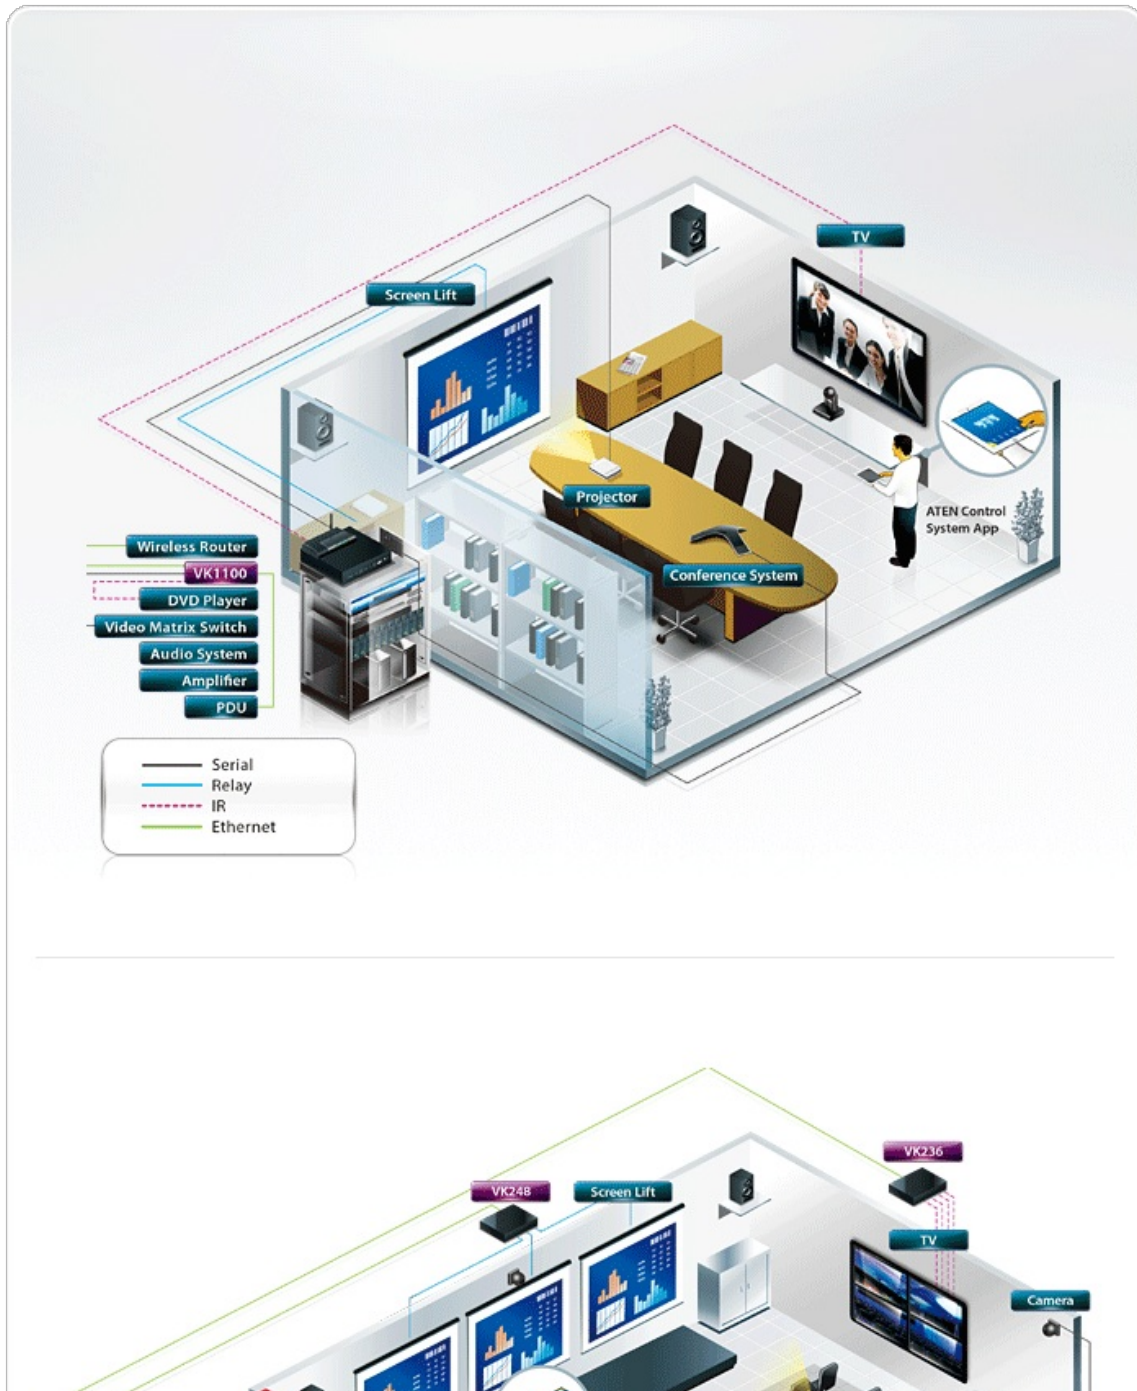 TV
Screen Lift
Projector
ATEN Control
System App
Wireless Router
VK1100
Conference System
DVD Player
Video Matrix Switch
Audio System
Amplifier
PDU
Serial
Relay
IR
Ethernet
VK236
VK248
Screen Lift
TV
Camera